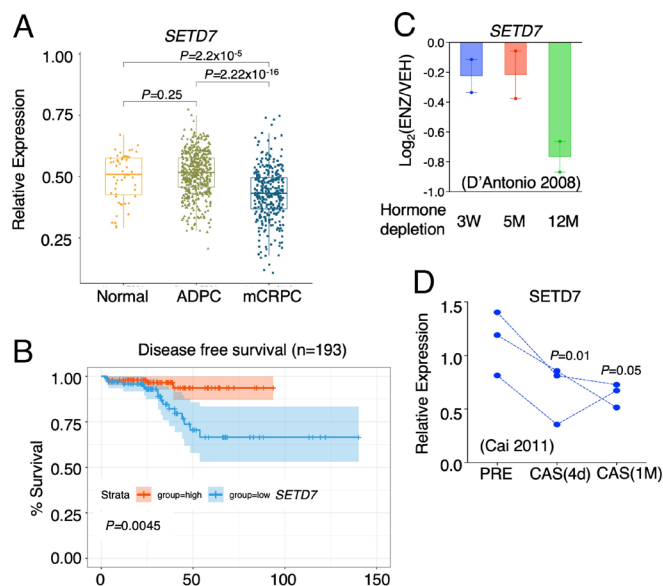 A
SETD7
P=2.2x10-5
P=2.22x10-16
P=0.25
1.00
0.75
0.50
0.25
Relative Expression
Normal
ADPC
mCRPC
C
SETD7
0.0
-0.2
-0.4
-0.6
-0.8
-1.0
Log2(ENZ/VEH)
(D'Antonio 2008)
Hormone
depletion
3W
5M
12M
B
Disease free survival (n=193)
1.00
0.75
0.50
0.25
0.00
% Survival
Strata
group=high
group=low
SETD7
P=0.0045
0
50
100
150
D
SETD7
1.5
1.0
0.5
0.0
Relative Expression
P=0.01
P=0.05
(Cai 2011)
PRE
CAS(4d)
CAS(1M)